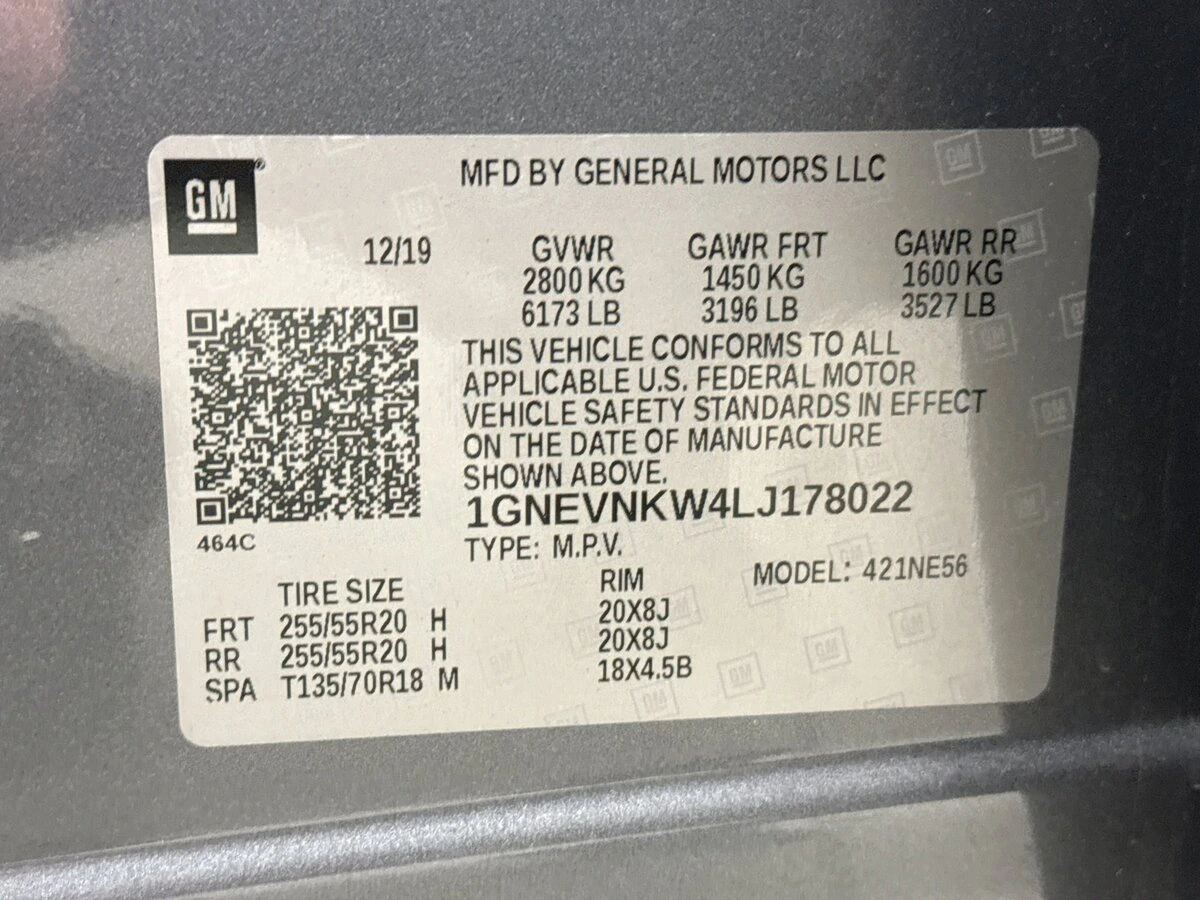 GM®
MFD BY GENERAL MOTORS LLC
12/19 GVWR GAWR FRT GAWR RR
2800 KG 1450 KG 1600 KG
6173 LB 3196 LB 3527 LB
THIS VEHICLE CONFORMS TO ALL
APPLICABLE U.S. FEDERAL MOTOR
VEHICLE SAFETY STANDARDS IN EFFECT
ON THE DATE OF MANUFACTURE
SHOWN ABOVE.
1GNEVNKW4LJ178022
464C
TYPE: M.P.V.
MODEL: 421NE56
TIRE SIZE RIM
FRT 255/55R20 H 20X8J
RR 255/55R20 H 20X8J
SPA T135/70R18 M 18X4.5B